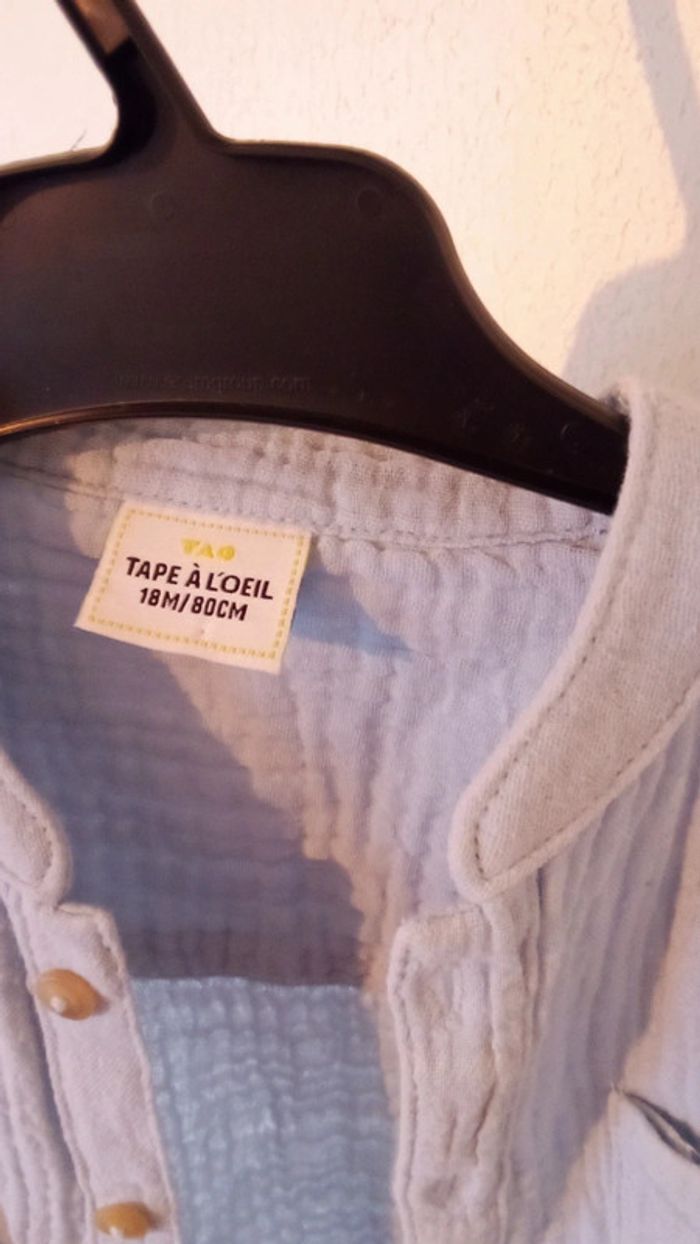 TAO
TAPE À L'OEIL
18M/80CM